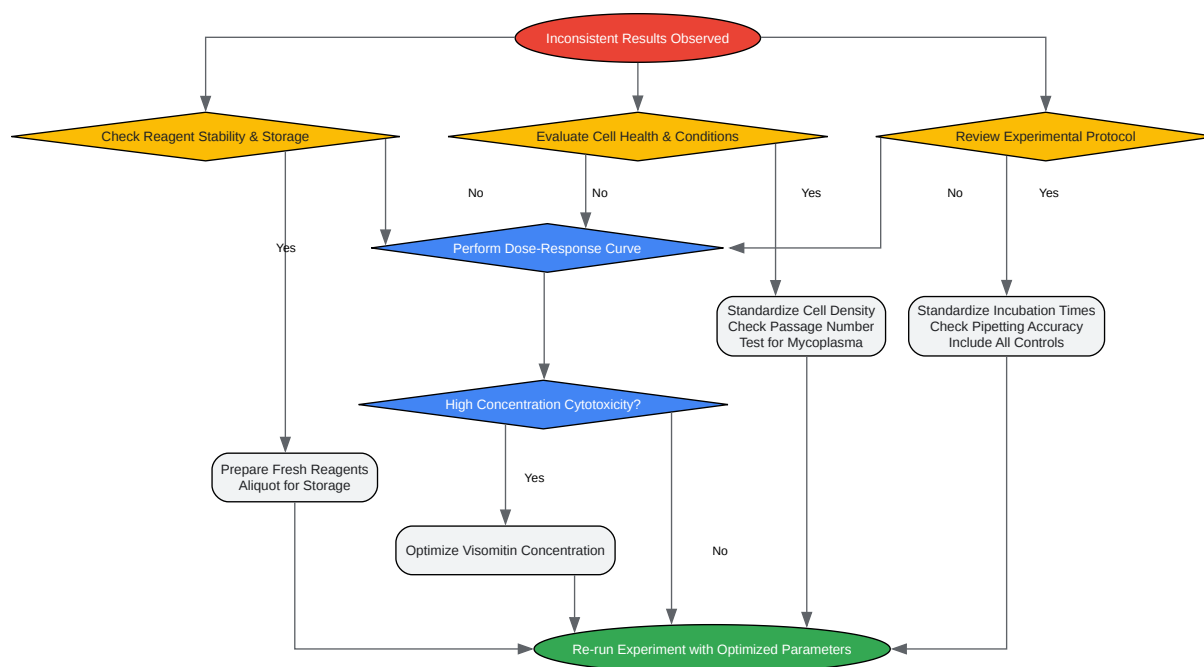 Inconsistent Results Observed
Check Reagent Stability & Storage
Evaluate Cell Health & Conditions
Review Experimental Protocol
No
No
Yes
No
Yes
Yes
Perform Dose-Response Curve
Standardize Cell Density
Check Passage Number
Test for Mycoplasma
Standardize Incubation Times
Check Pipetting Accuracy
Include All Controls
High Concentration Cytotoxicity?
Prepare Fresh Reagents
Aliquot for Storage
Yes
Optimize Visomitin Concentration
No
Re-run Experiment with Optimized Parameters